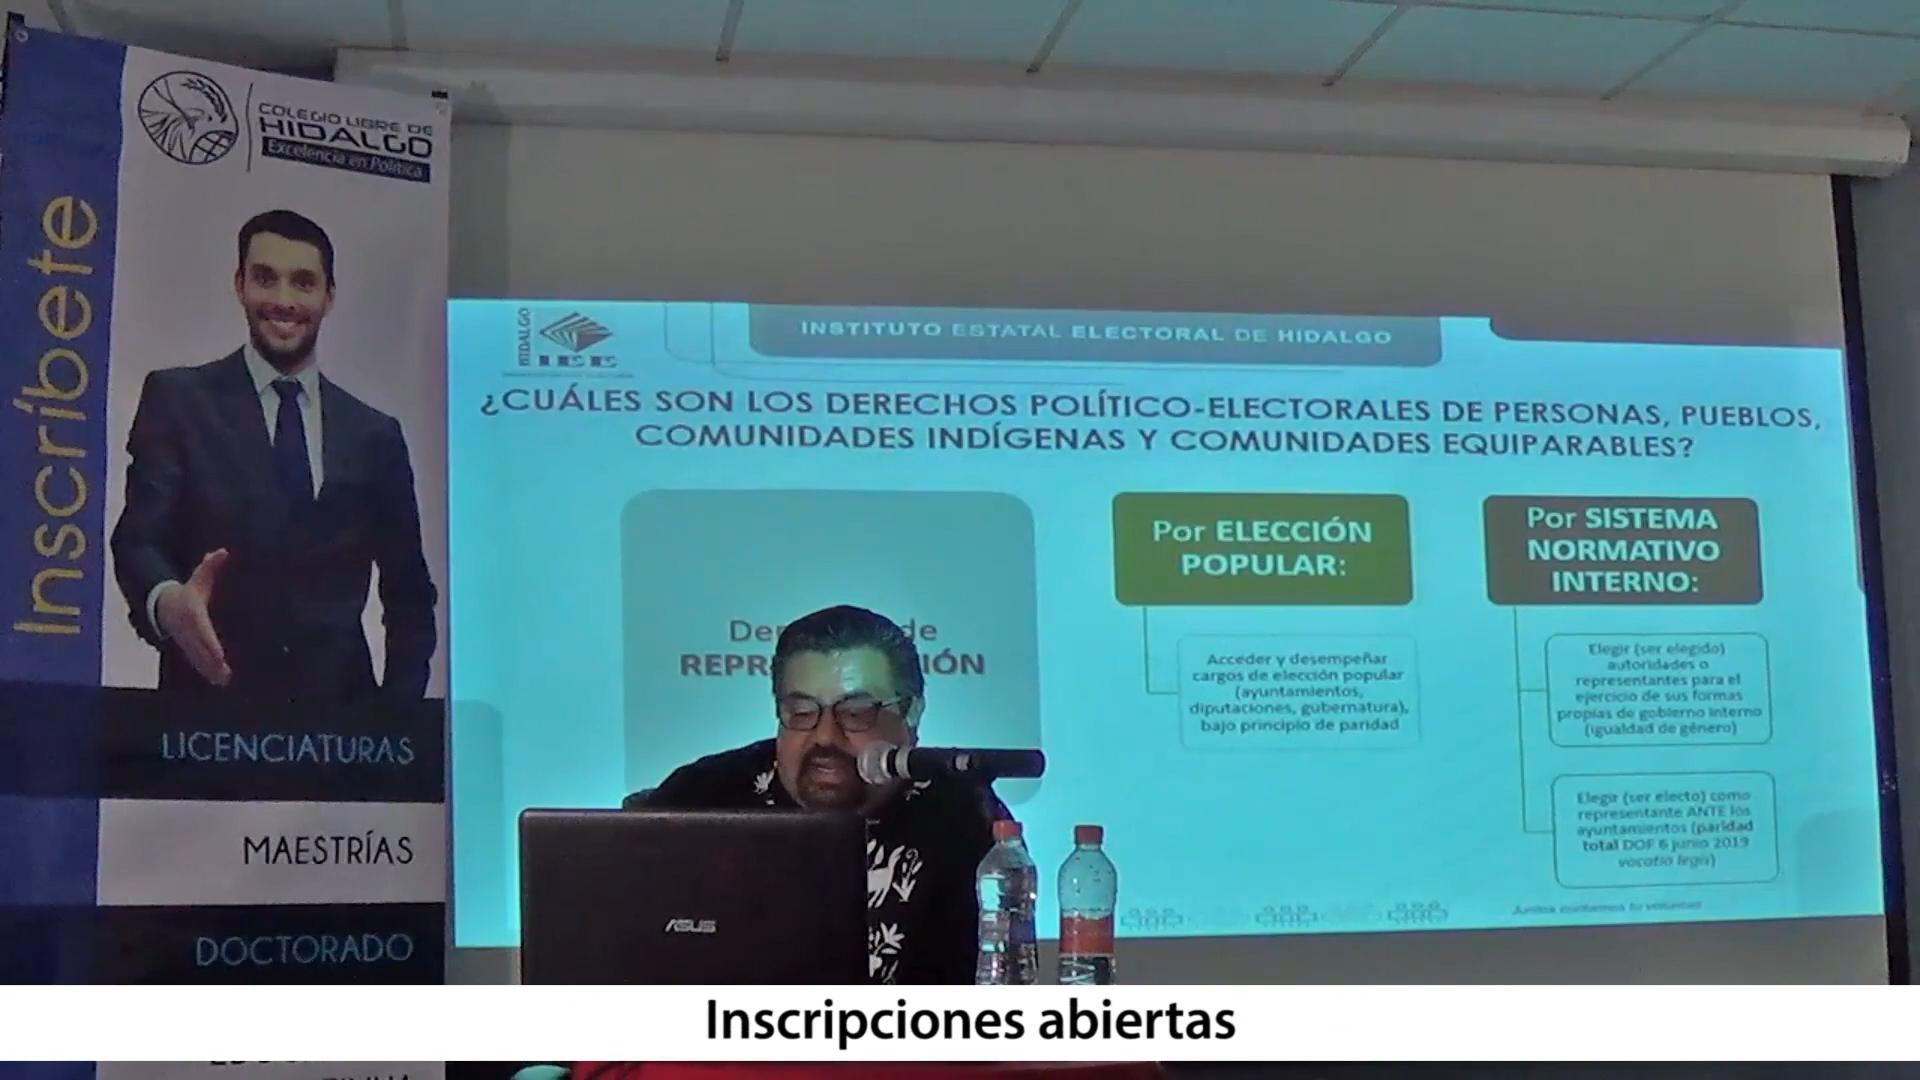 Inscríbete
COLEGIO LIBRE DE
HIDALGO
Excelencia en Política
LICENCIATURAS
MAESTRÍAS
DOCTORADO
HIDALGO
IEE
INSTITUTO ESTATAL ELECTORAL DE HIDALGO
¿CUÁLES SON LOS DERECHOS POLÍTICO-ELECTORALES DE PERSONAS, PUEBLOS,
COMUNIDADES INDÍGENAS Y COMUNIDADES EQUIPARABLES?
de
Por ELECCIÓN
POPULAR:
Acceder y desempeñar
cargos de elección popular
(ayuntamientos,
diputaciones, gubernatura),
bajo principio de paridad
Por SISTEMA
NORMATIVO
INTERNO:
Elegir (ser elegido)
autoridades o
representantes para el
ejercicio de sus formas
propias de gobierno interno
(igualdad de género)
Elegir (ser electo) como
representante ANTE los
ayuntamientos (paridad
total DOF 6 junio 2019
vocatio legis)
ASUS
Inscripciones abiertas